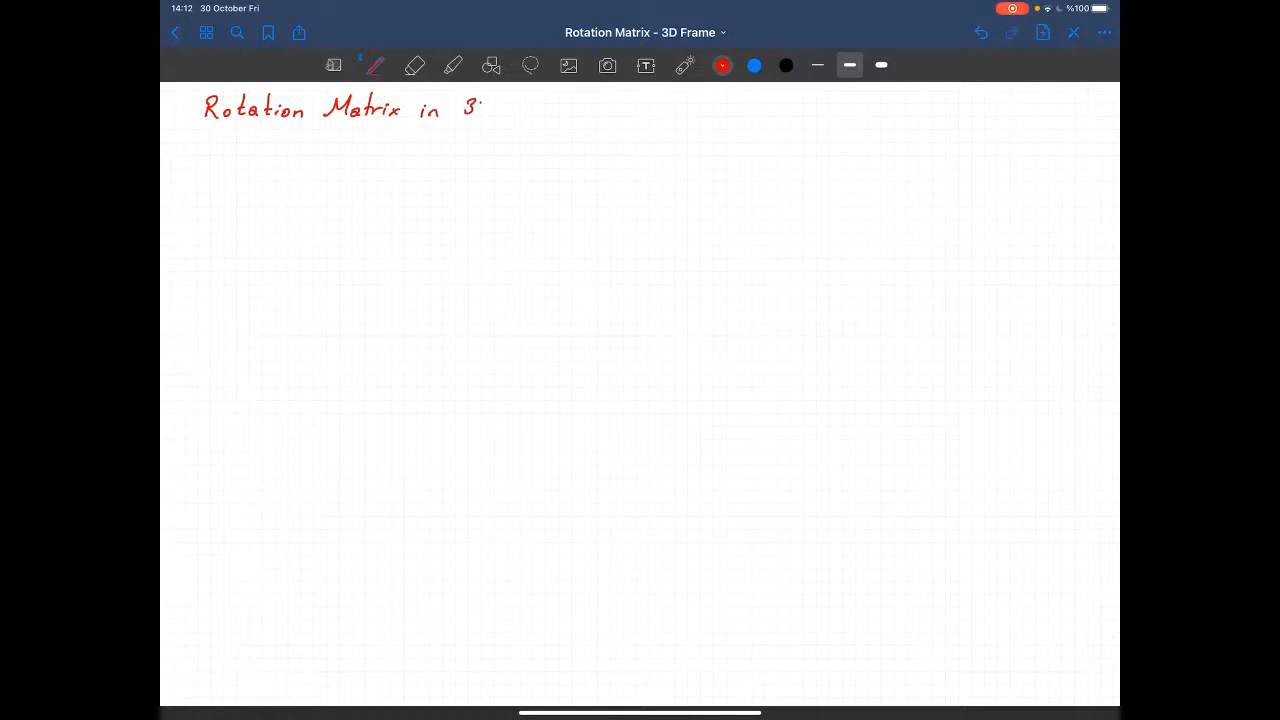 14:12 30 October Fri %100
Rotation Matrix - 3D Frame
T
Rotation Matrix in 3